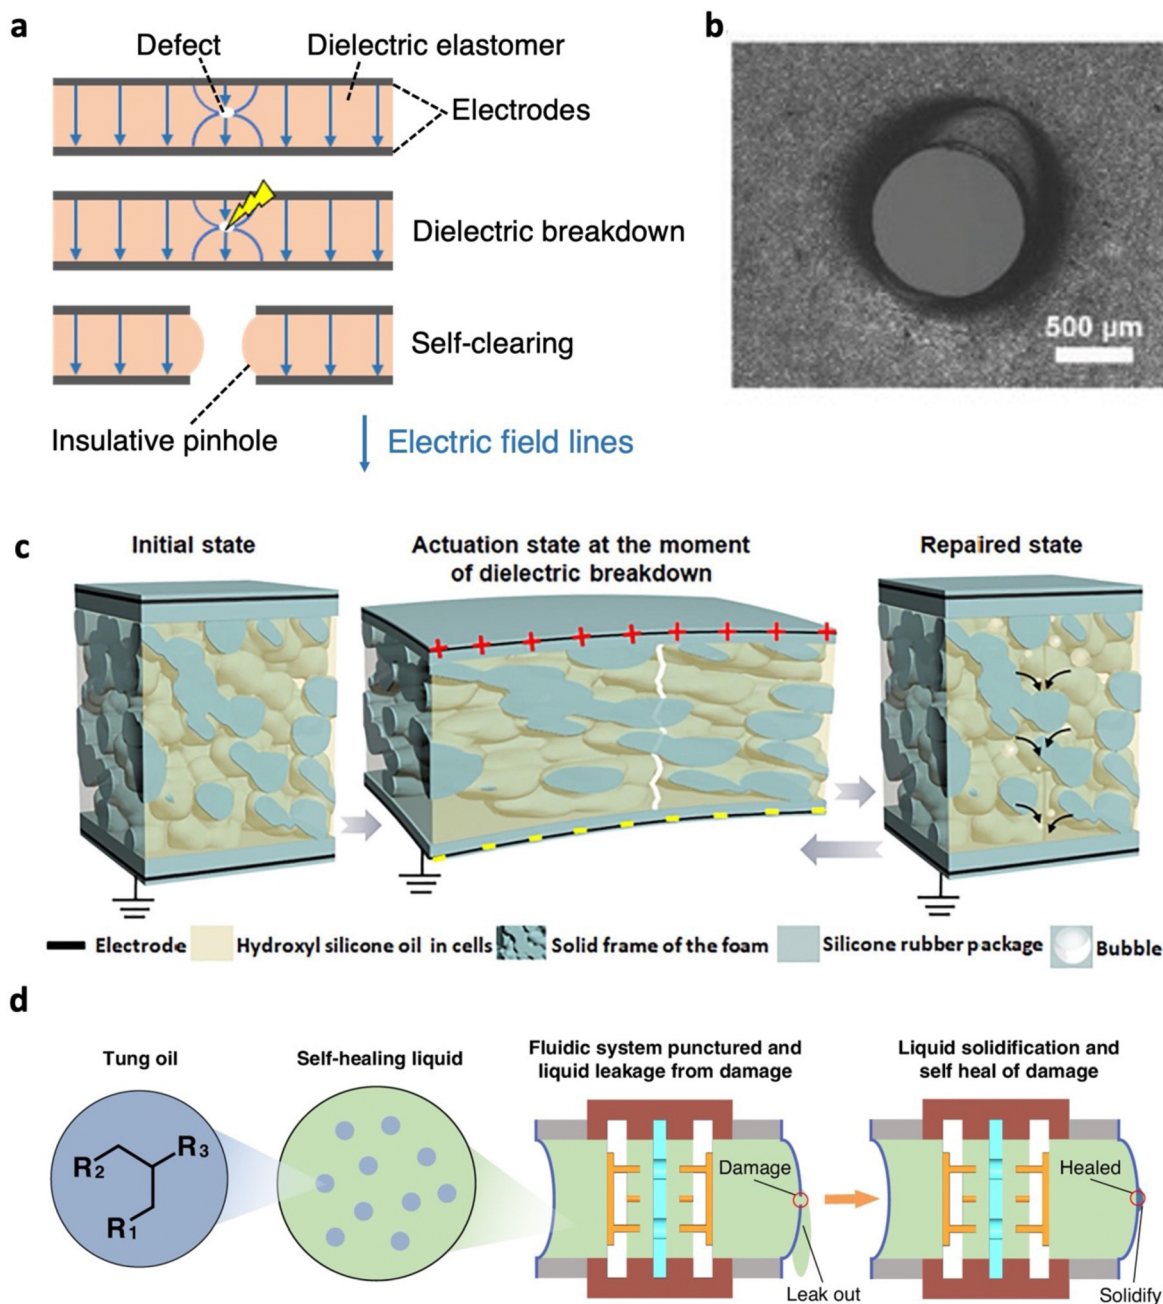 a
Defect
Dielectric elastomer
Electrodes
Dielectric breakdown
Self-clearing
Insulative pinhole
Electric field lines
b
500 µm
c
Initial state
Actuation state at the moment
of dielectric breakdown
Repaired state
Electrode
Hydroxyl silicone oil in cells
Solid frame of the foam
Silicone rubber package
Bubble
d
Tung oil
Self-healing liquid
Fluidic system punctured and
liquid leakage from damage
Liquid solidification and
self heal of damage
R2
R3
R1
Damage
Leak out
Healed
Solidify